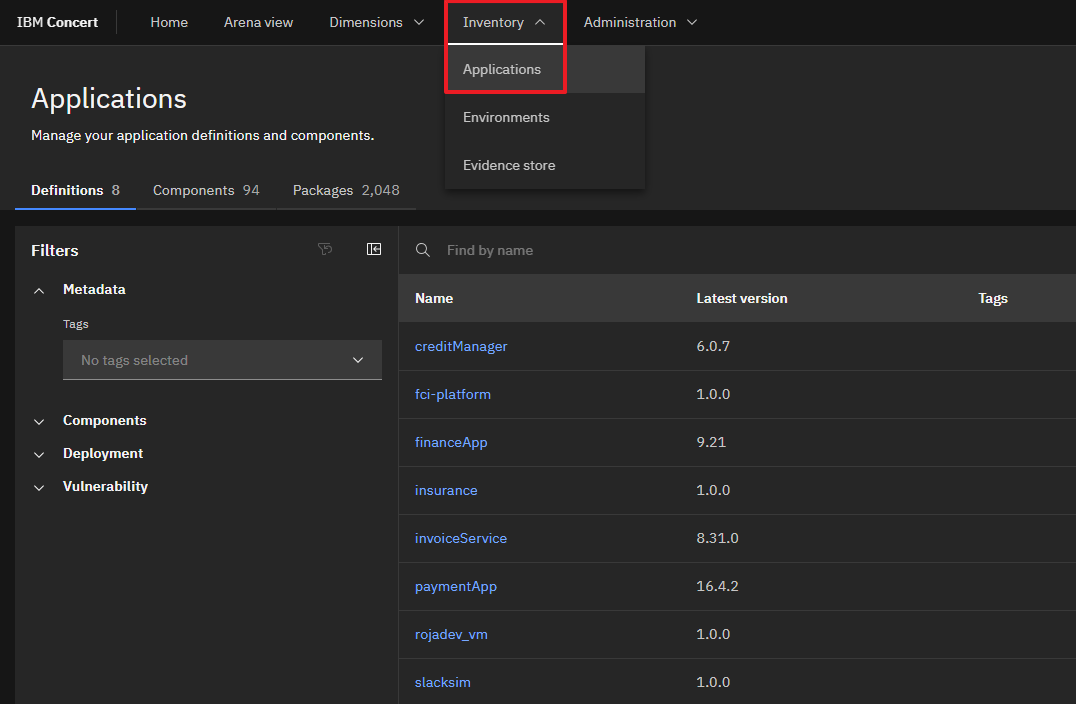 IBM Concert Home Arena view Dimensions Inventory Administration
Applications
Environments
Evidence store
Applications
Manage your application definitions and components.
Definitions 8 Components 94 Packages 2,048
Filters
Metadata
Tags
No tags selected
Components
Deployment
Vulnerability
Find by name
Name Latest version Tags
creditManager 6.0.7
fci-platform 1.0.0
financeApp 9.21
insurance 1.0.0
invoiceService 8.31.0
paymentApp 16.4.2
rojadev_vm 1.0.0
slacksim 1.0.0